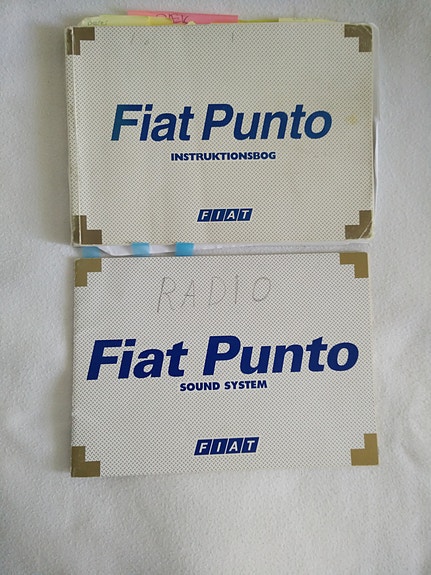 Fiat Punto
INSTRUKTIONSBOG
FIAT
RADIO
Fiat Punto
SOUND SYSTEM
FIAT